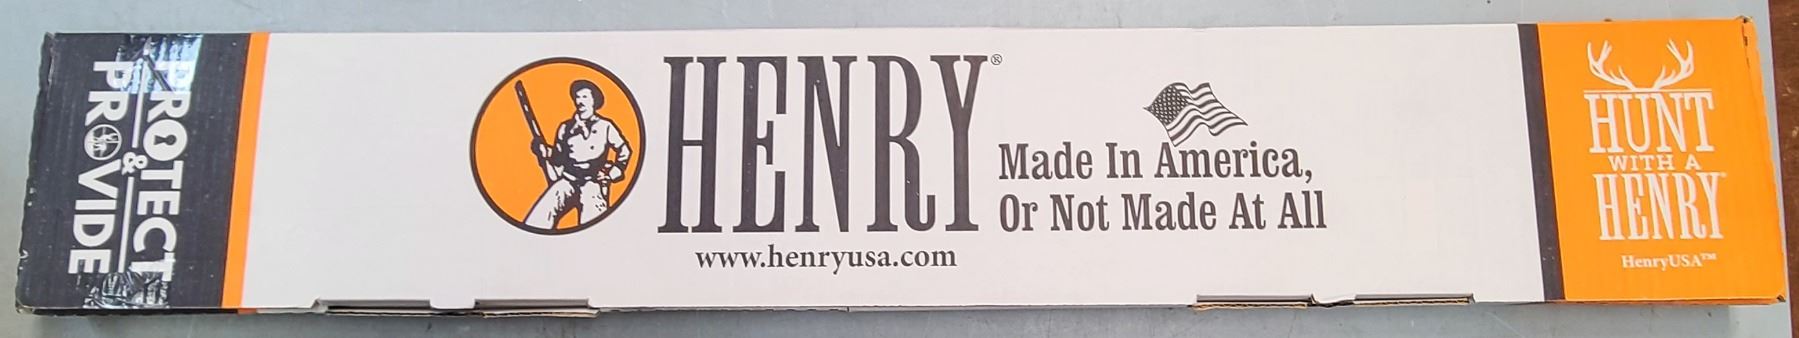 PROTECT
&
PROVIDE
HENRY®
Made In America,
Or Not Made At All
www.henryusa.com
HUNT
WITH A
HENRY
HenryUSA™